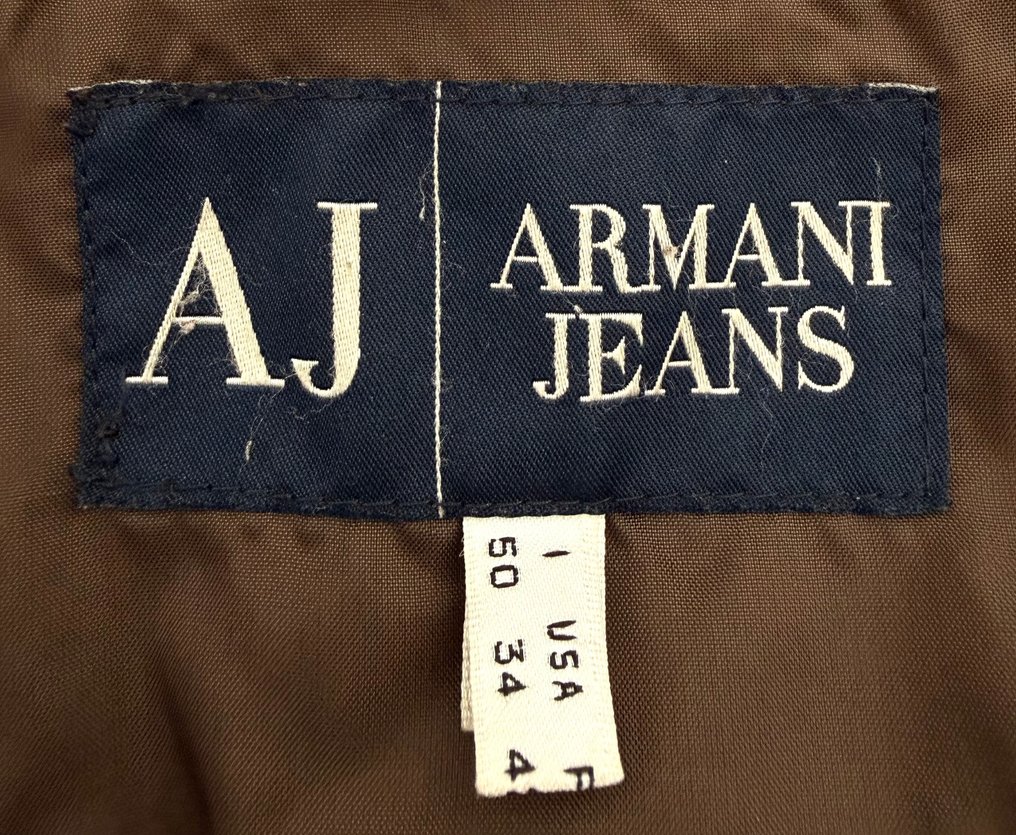 AJ
ARMANI
JEANS
I USA F
50 34